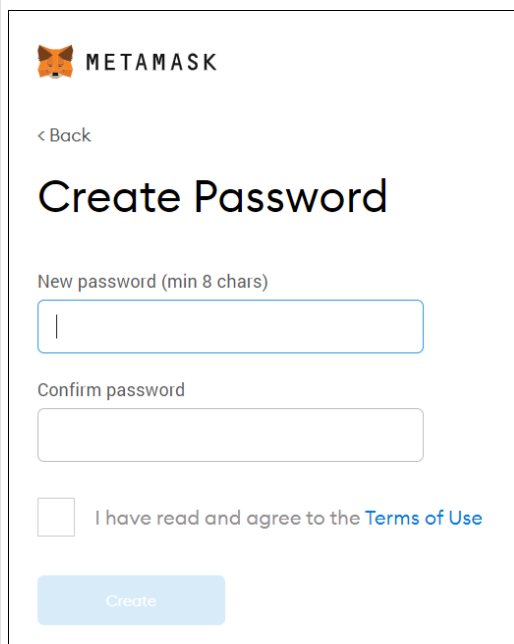 METAMASK
< Back
Create Password
New password (min 8 chars)
Confirm password
I have read and agree to the Terms of Use
Create